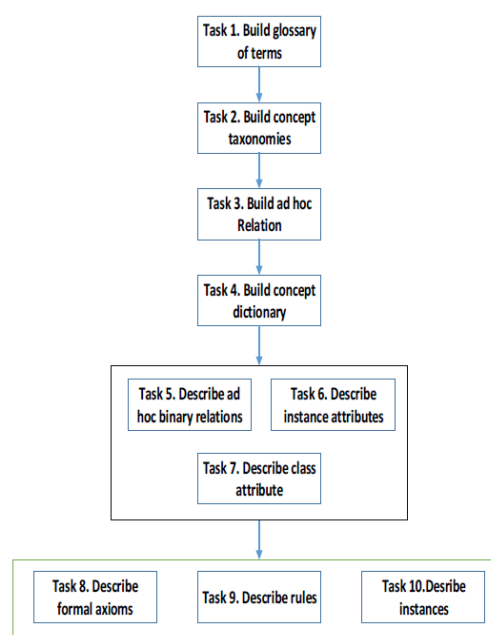 Task 1. Build glossary
of terms
Task 2. Build concept
taxonomies
Task 3. Build ad hoc
Relation
Task 4. Build concept
dictionary
Task 5. Describe ad
hoc binary relations
Task 6. Describe
instance attributes
Task 7. Describe class
attribute
Task 8. Describe
formal axioms
Task 9. Describe rules
Task 10.Desribe
instances